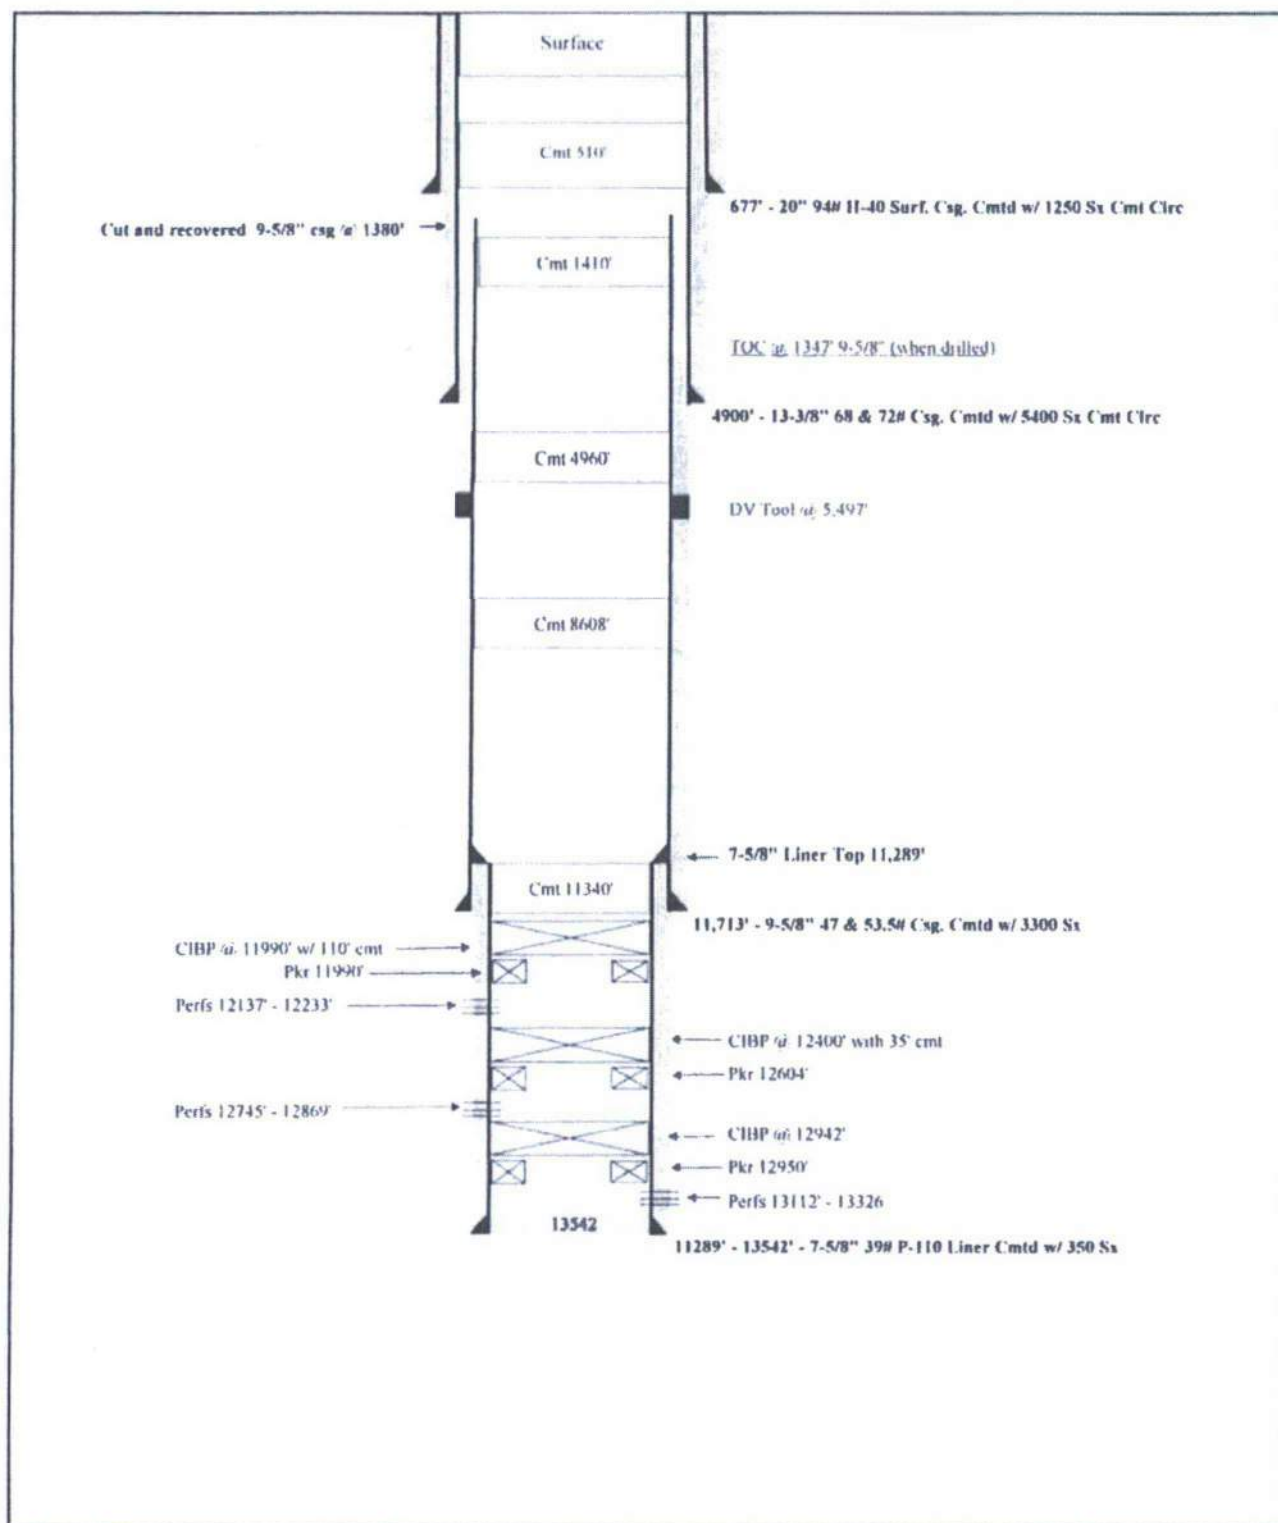 Surface
Cmt 510'
677' - 20" 94# H-40 Surf. Csg. Cmtd w/ 1250 Sx Cmt Circ
Cut and recovered 9-5/8" csg @ 1380'
Cmt 1410'
TOC @ 1347' 9-5/8" (when drilled)
4900' - 13-3/8" 68 & 72# Csg. Cmtd w/ 5400 Sx Cmt Circ
Cmt 4960'
DV Tool @ 5,497'
Cmt 8608'
7-5/8" Liner Top 11,289'
Cmt 11340'
11,713' - 9-5/8" 47 & 53.5# Csg. Cmtd w/ 3300 Sx
CIBP @ 11990' w/ 110' cmt
Pkr 11990'
Perfs 12137' - 12233'
CIBP @ 12400' with 35' cmt
Pkr 12604'
Perfs 12745' - 12869'
CIBP @ 12942'
Pkr 12950'
Perfs 13112' - 13326
13542
11289' - 13542' - 7-5/8" 39# P-110 Liner Cmtd w/ 350 Sx